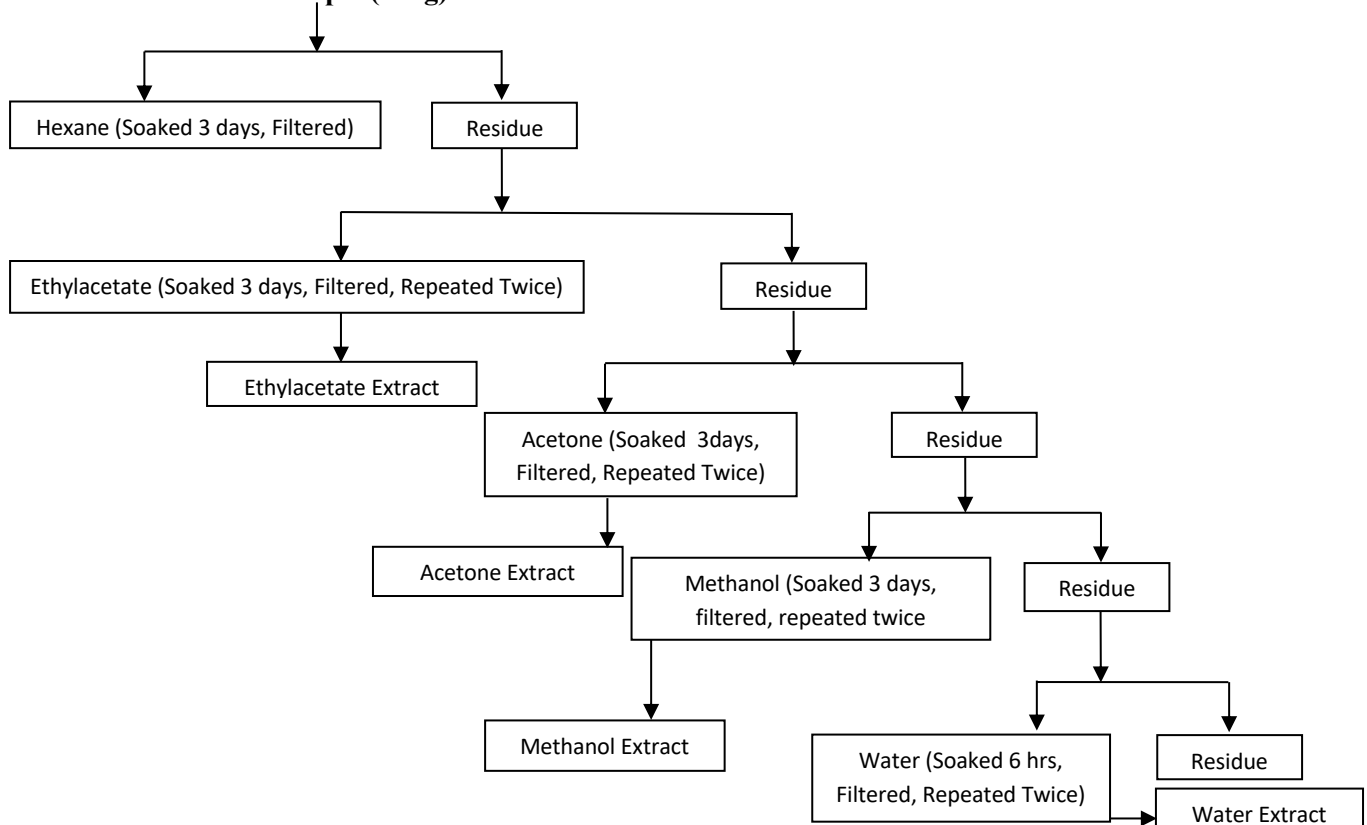 Hexane (Soaked 3 days, Filtered)
Residue
Ethylacetate (Soaked 3 days, Filtered, Repeated Twice)
Residue
Ethylacetate Extract
Acetone (Soaked 3days,
Filtered, Repeated Twice)
Residue
Acetone Extract
Methanol (Soaked 3 days,
filtered, repeated twice
Residue
Methanol Extract
Water (Soaked 6 hrs,
Filtered, Repeated Twice)
Residue
Water Extract